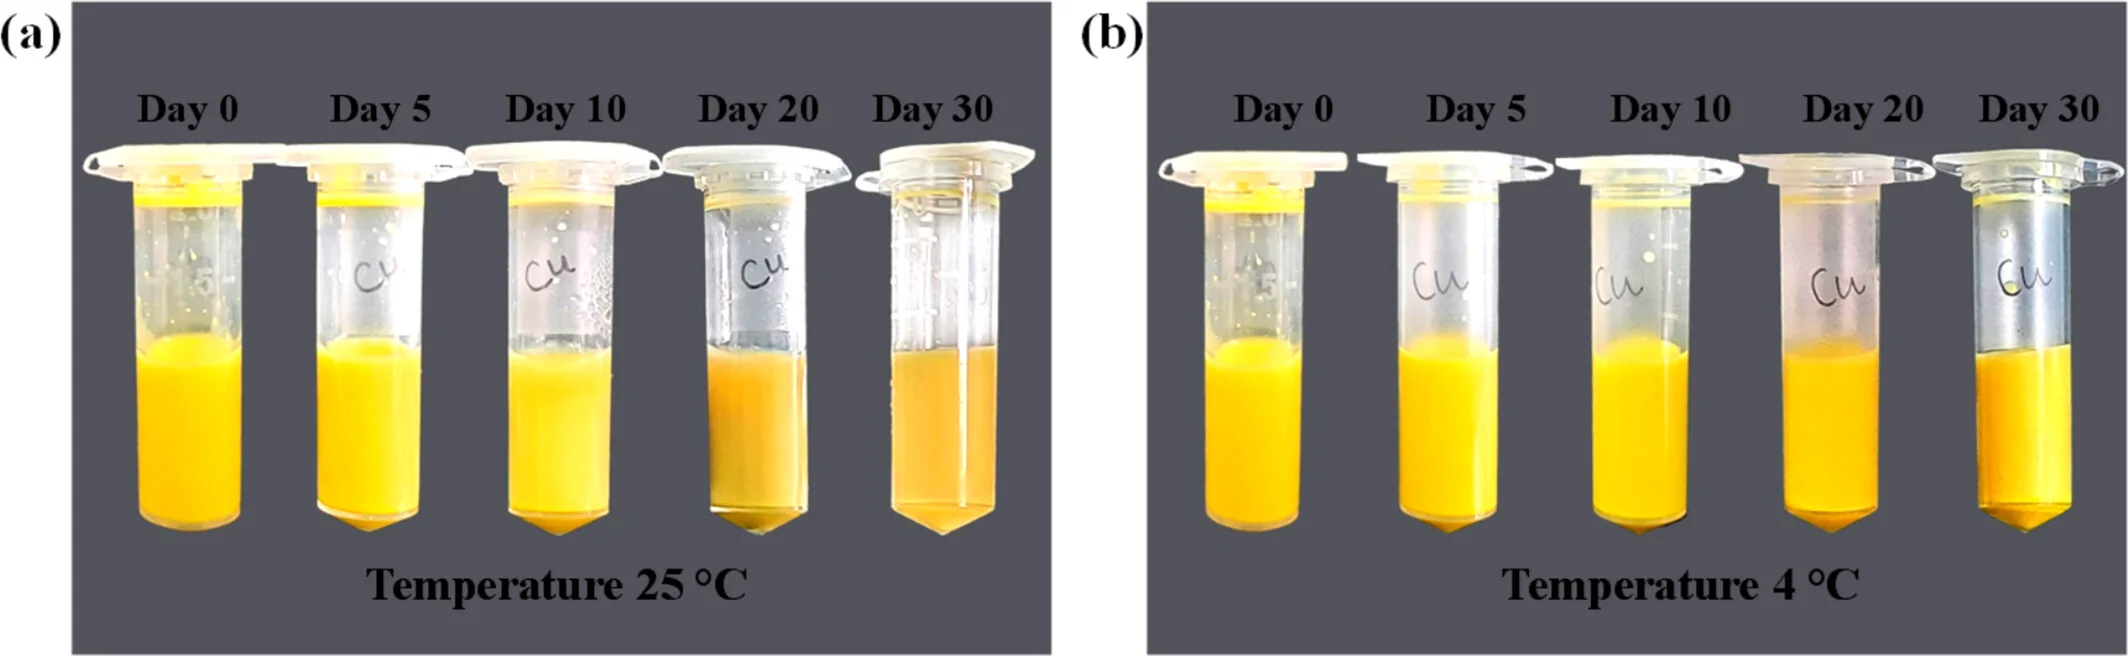 (a)
Day 0 Day 5 Day 10 Day 20 Day 30
Cu Cu Cu
Temperature 25 °C
(b)
Day 0 Day 5 Day 10 Day 20 Day 30
Cu Cu Cu Cu
Temperature 4 °C